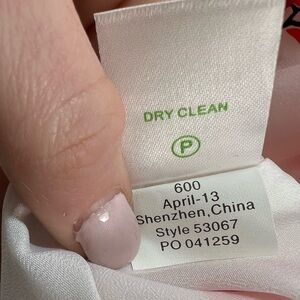 DRY CLEAN
P
600
April-13
Shenzhen,China
Style 53067
PO 041259